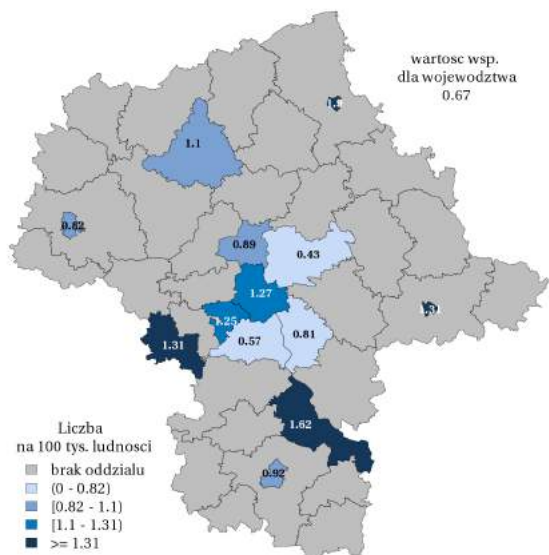 wartosc wsp.
dla wojewodztwa
0.67
1.1
0.82
0.89
0.43
1.27
1.31
1.25
0.81
1.31
0.57
1.62
0.92
Liczba
na 100 tys. ludnosci
brak oddzialu
(0 - 0.82)
[0.82 - 1.1)
[1.1 - 1.31)
>= 1.31